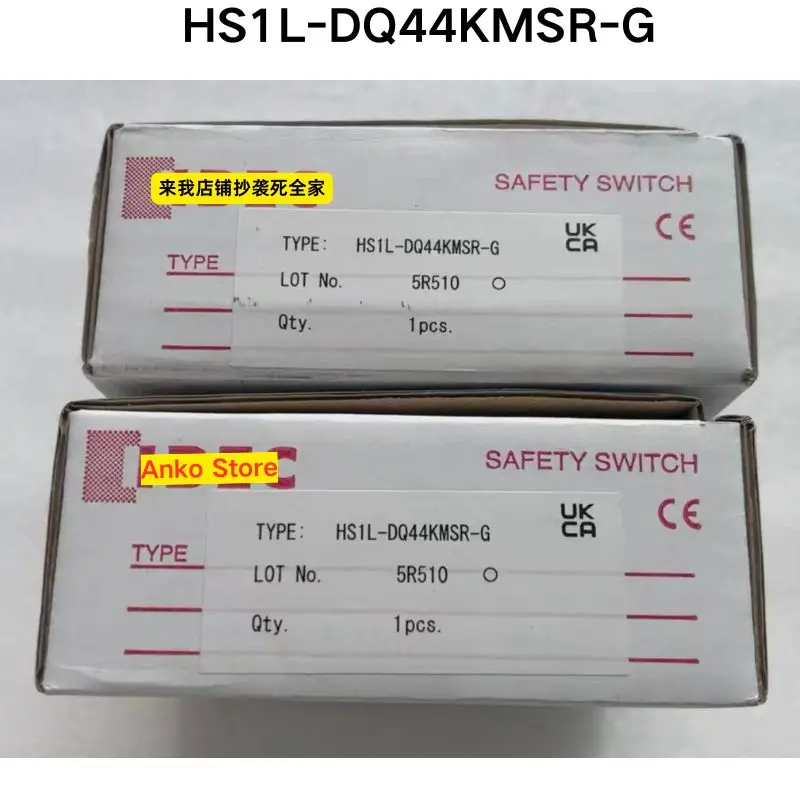 HS1L-DQ44KMSR-G
来我店铺抄袭死全家
SAFETY SWITCH
CE
UK
CA
TYPE: HS1L-DQ44KMSR-G
TYPE
LOT No. 5R510 O
Qty. 1pcs.
IDEC
Anko Store
SAFETY SWITCH
CE
UK
CA
TYPE: HS1L-DQ44KMSR-G
TYPE
LOT No. 5R510 O
Qty. 1pcs.